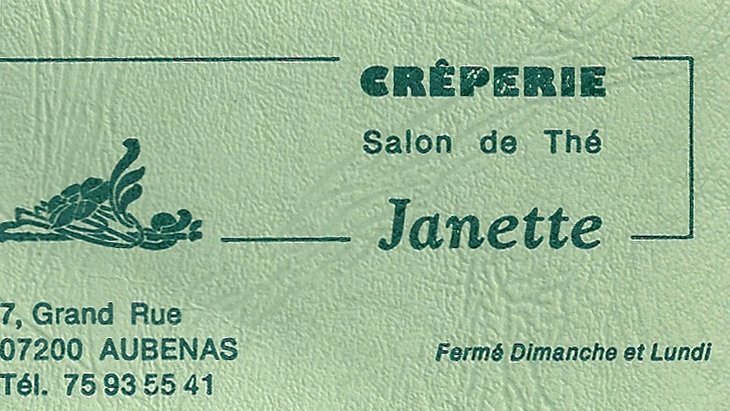 CRÊPERIE
Salon de Thé
Janette
7, Grand Rue
07200 AUBENAS
Tél. 75 93 55 41
Fermé Dimanche et Lundi